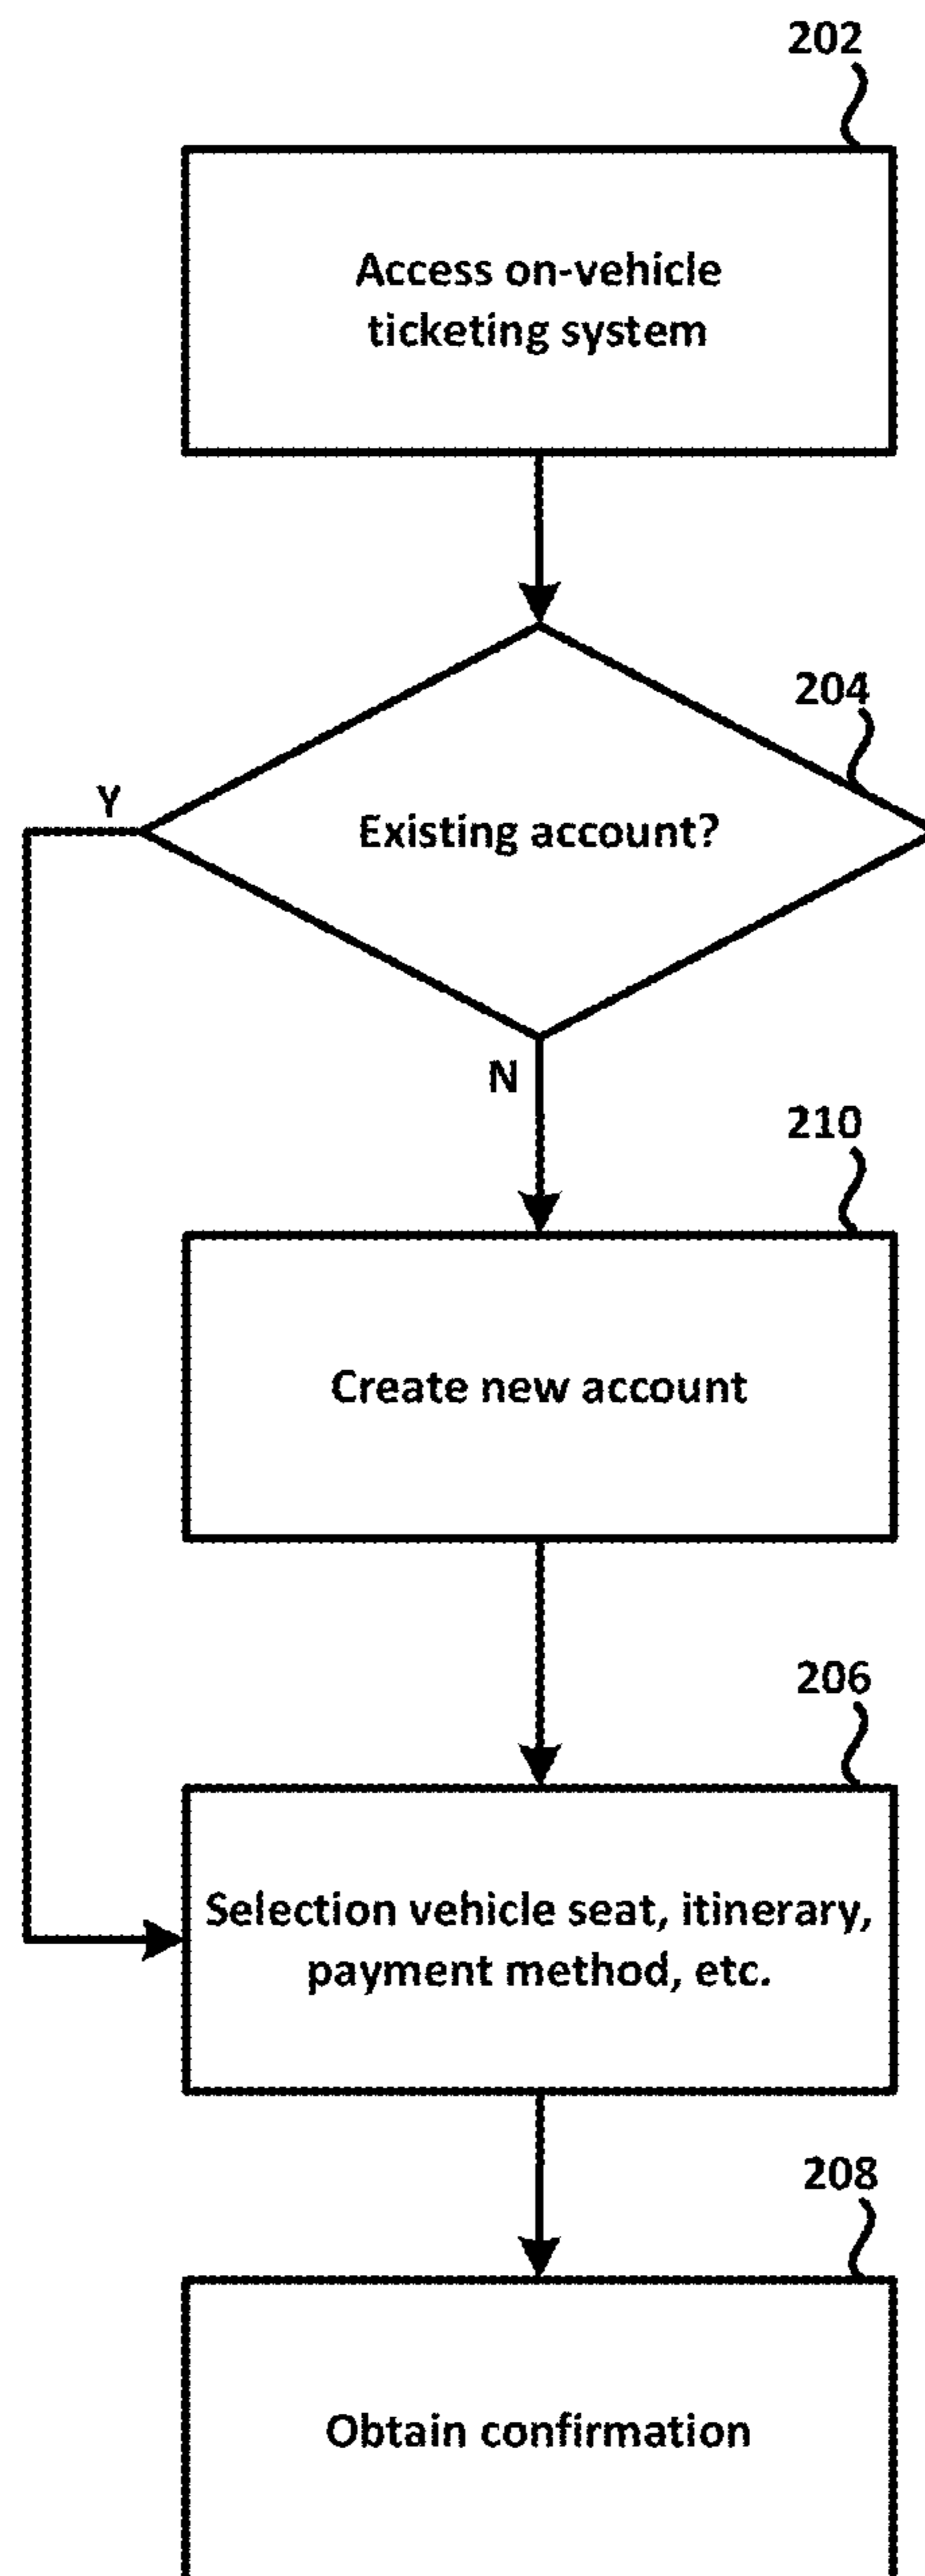 202
Access on-vehicle
ticketing system
204
Y
Existing account?
N
210
Create new account
206
Selection vehicle seat, itinerary,
payment method, etc.
208
Obtain confirmation